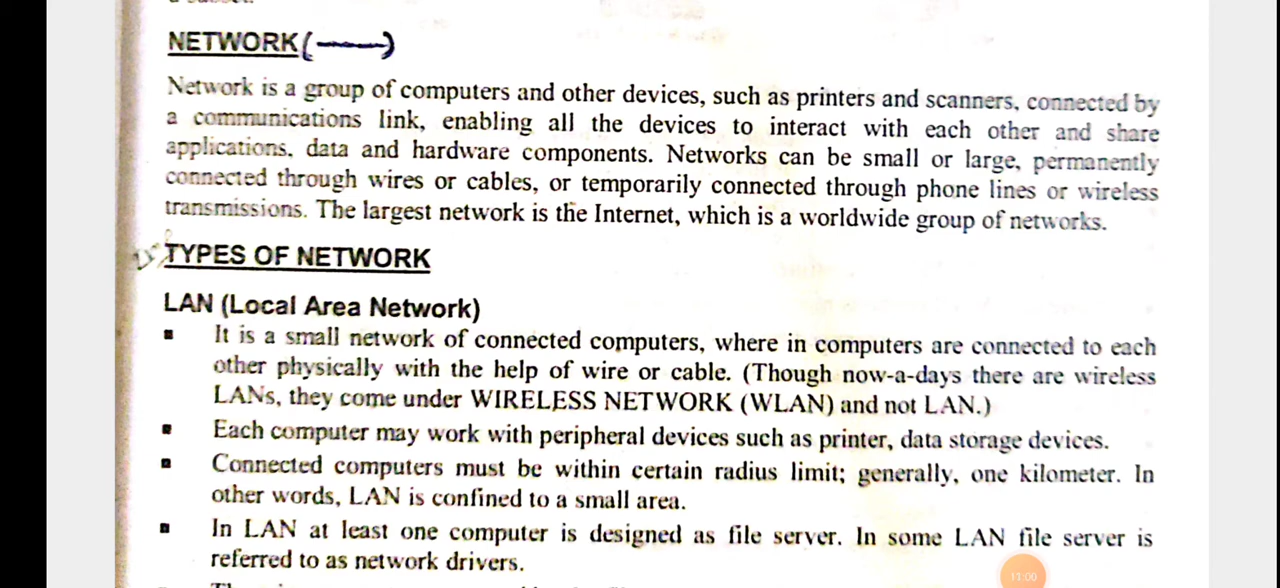 NETWORK
Network is a group of computers and other devices, such as printers and scanners, connected by
a communications link, enabling all the devices to interact with each other and share
applications, data and hardware components. Networks can be small or large, permanently
connected through wires or cables, or temporarily connected through phone lines or wireless
transmissions. The largest network is the Internet, which is a worldwide group of networks.
TYPES OF NETWORK
LAN (Local Area Network)
▪ It is a small network of connected computers, where in computers are connected to each
other physically with the help of wire or cable. (Though now-a-days there are wireless
LANs, they come under WIRELESS NETWORK (WLAN) and not LAN.)
▪ Each computer may work with peripheral devices such as printer, data storage devices.
▪ Connected computers must be within certain radius limit; generally, one kilometer. In
other words, LAN is confined to a small area.
▪ In LAN at least one computer is designed as file server. In some LAN file server is
referred to as network drivers.
11:00